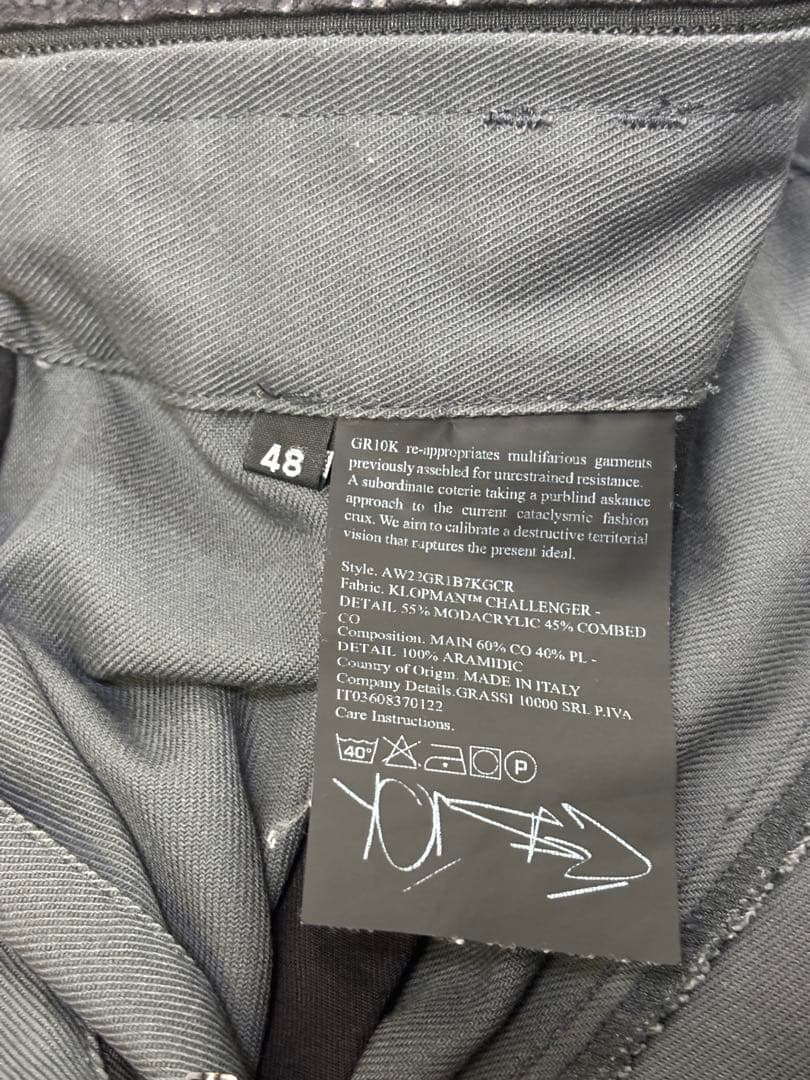 48
GR10K re-appropriates multifarious garments
previously assebled for unrestrained resistance.
A subordinate coterie taking a purblind askance
approach to the current cataclysmic fashion
crux. We aim to calibrate a destructive territorial
vision that ruptures the present ideal.
Style. AW22GR1B7KGCR
Fabric. KLOPMAN™ CHALLENGER -
DETAIL 55% MODACRYLIC 45% COMBED
CO
Composition. MAIN 60% CO 40% PL -
DETAIL 100% ARAMIDIC
Country of Origin. MADE IN ITALY
Company Details.GRASSI 10000 SRL P.IVA
IT03608370122
Care Instructions.
40° P